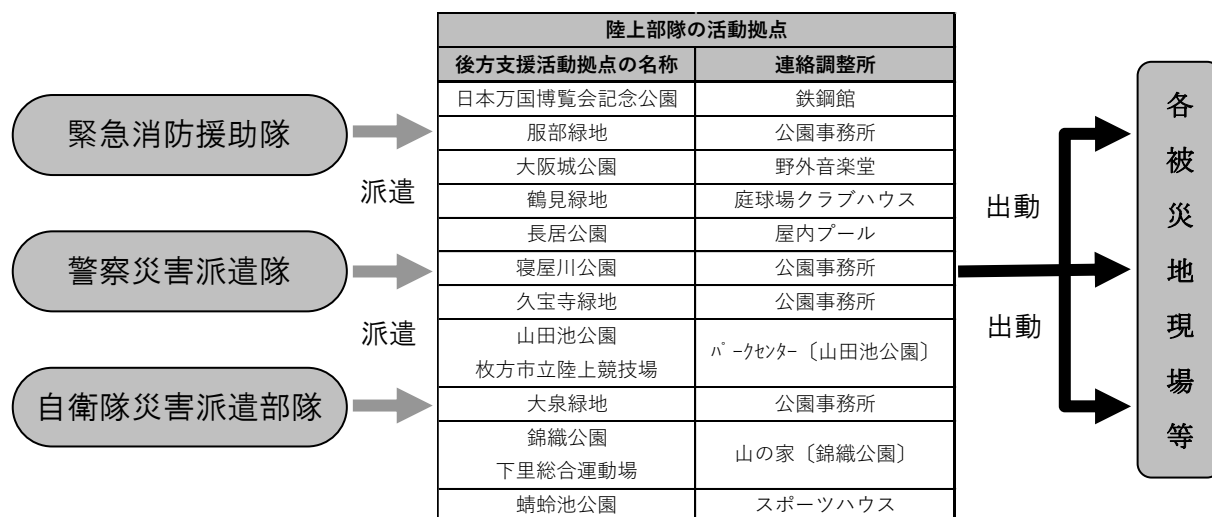 陸上部隊の活動拠点
後方支援活動拠点の名称 連絡調整所
日本万国博覧会記念公園 鉄鋼館
服部緑地 公園事務所
大阪城公園 野外音楽堂
鶴見緑地 庭球場クラブハウス
長居公園 屋内プール
寝屋川公園 公園事務所
久宝寺緑地 公園事務所
山田池公園
枚方市立陸上競技場
ﾊﾟｰｸｾﾝﾀｰ〔山田池公園〕
大泉緑地 公園事務所
錦織公園
下里総合運動場
山の家〔錦織公園〕
蜻蛉池公園 スポーツハウス
緊急消防援助隊
派遣
警察災害派遣隊
派遣
自衛隊災害派遣部隊
出動
出動
各被災地現場等